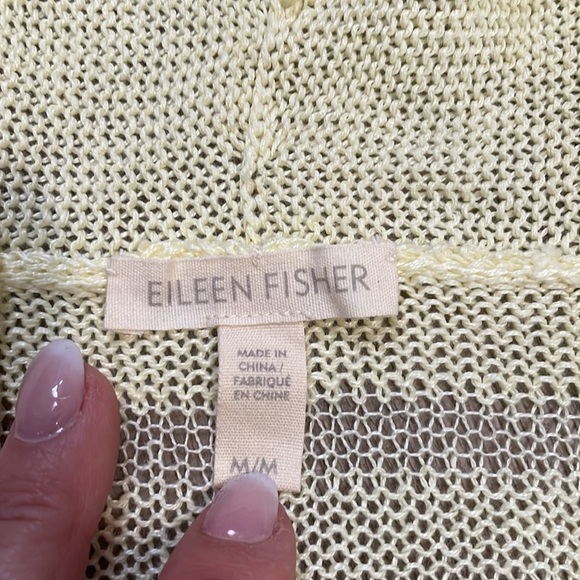 EILEEN FISHER
MADE IN
CHINA /
FABRIQUÉ
EN CHINE
M/M